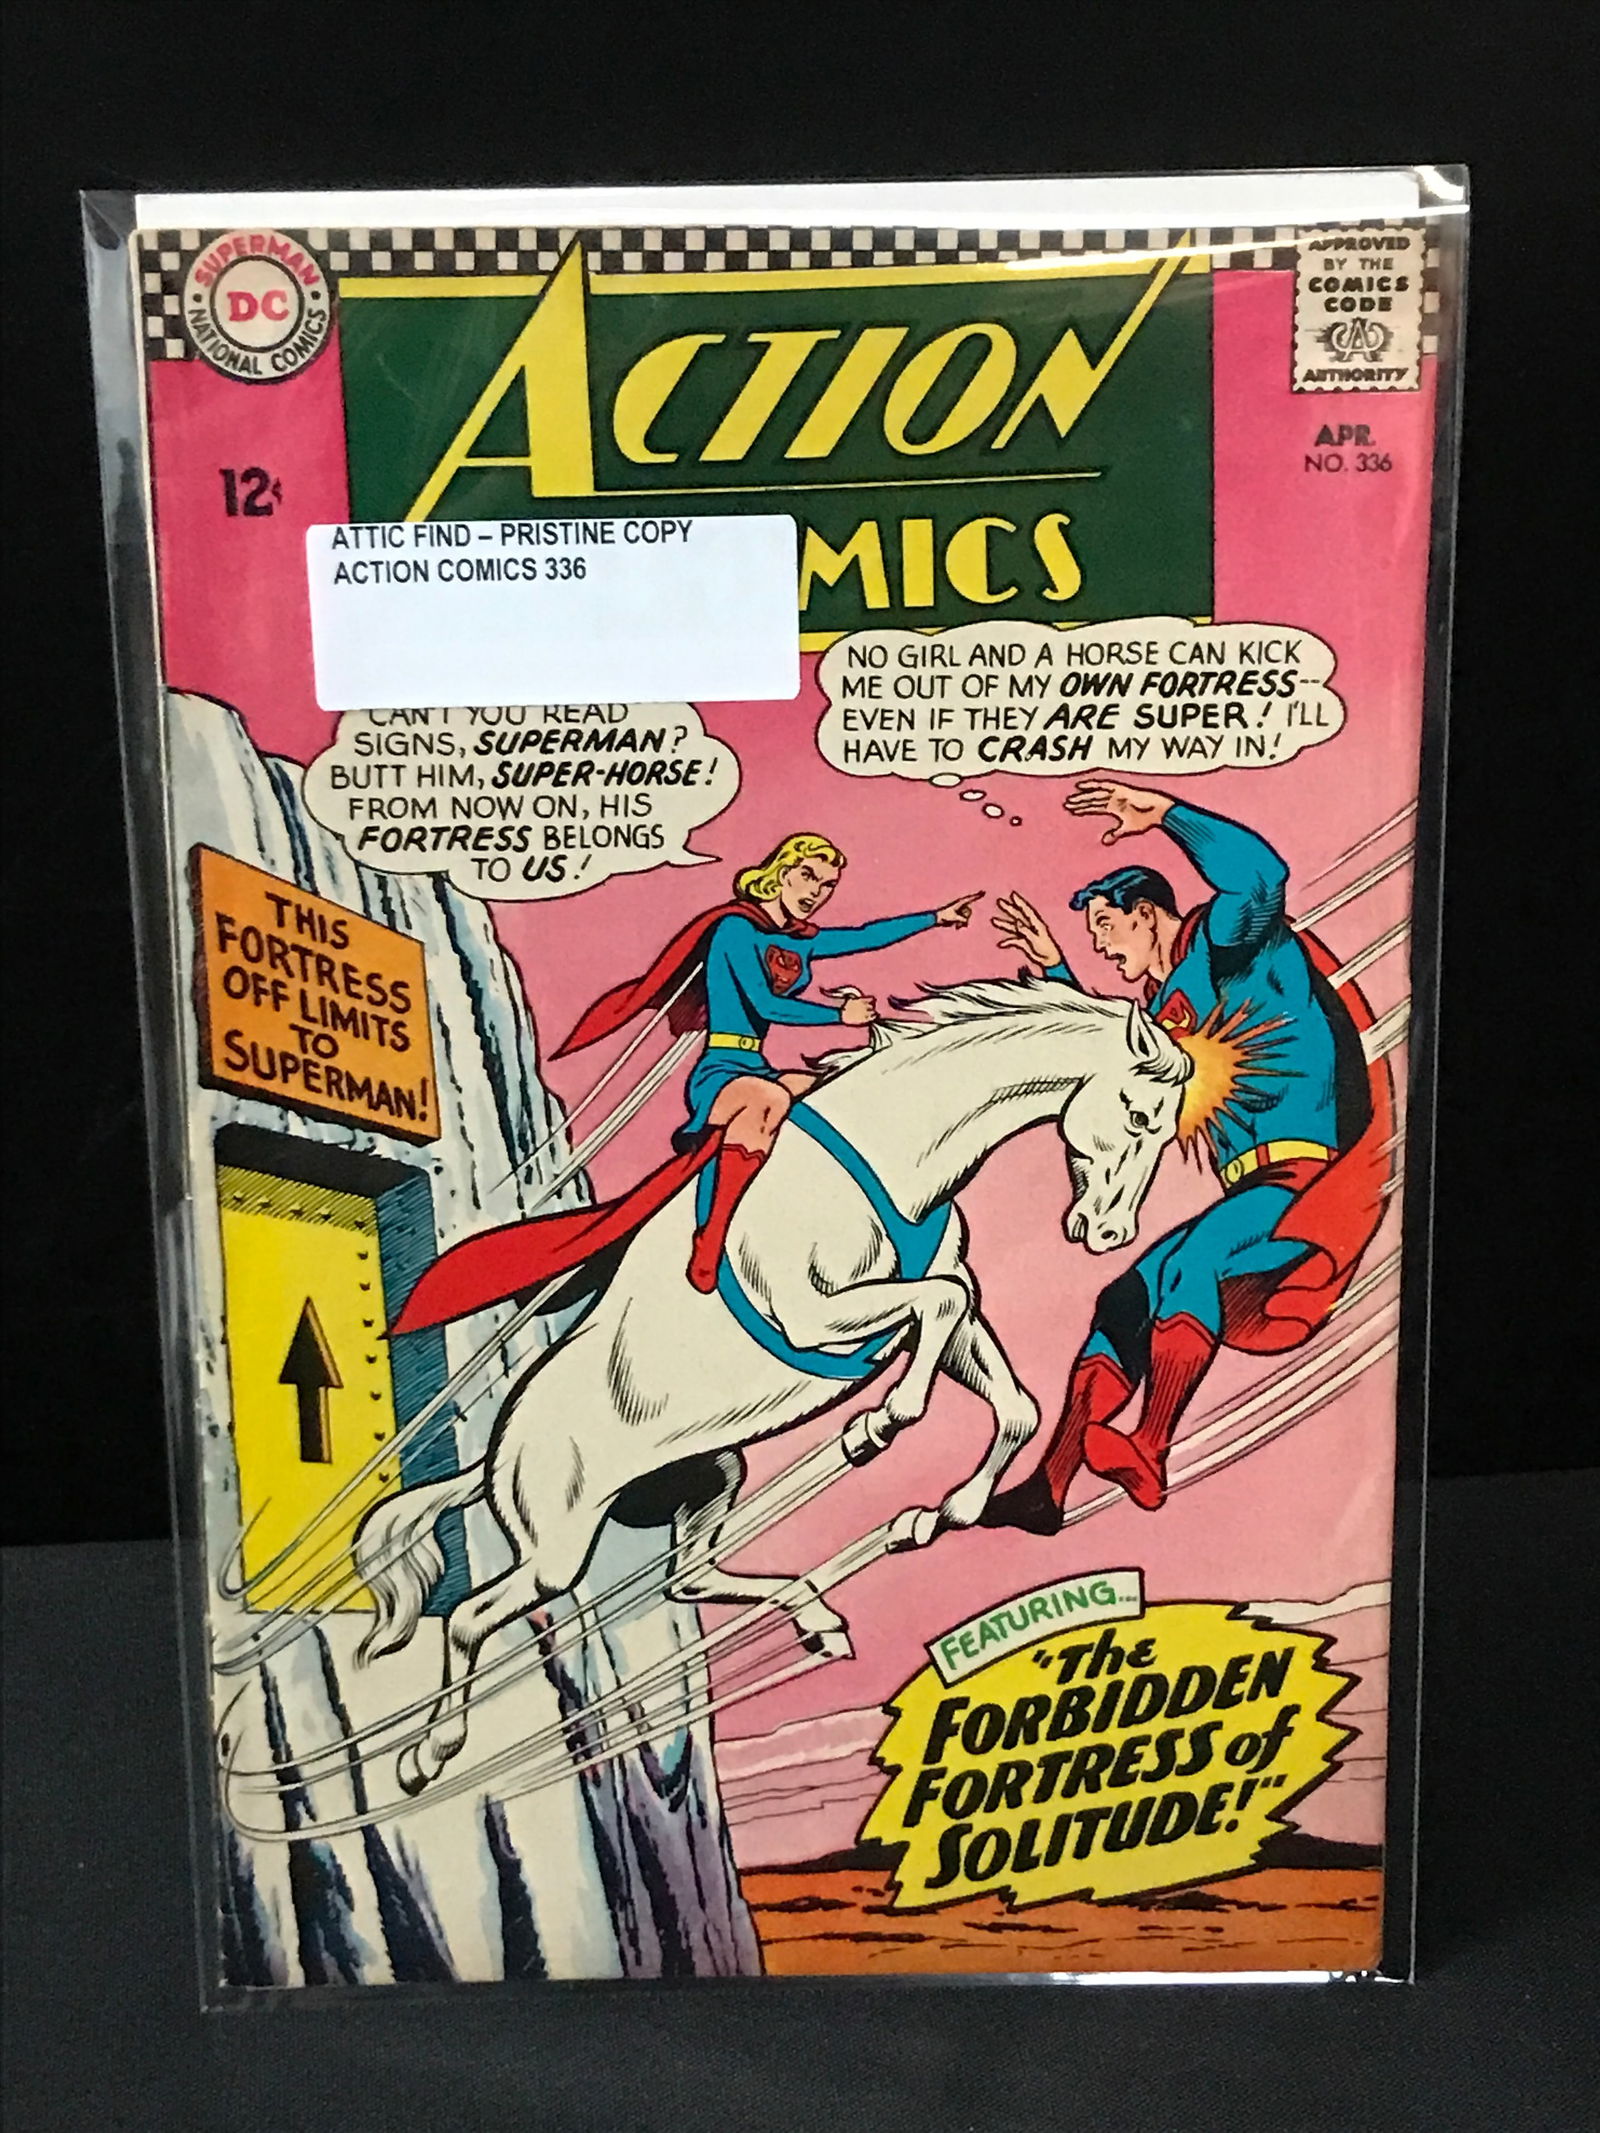 SUPERMAN
DC
NATIONAL COMICS
ACTION
MICS
APPROVED
BY THE
COMICS
CODE
AUTHORITY
APR.
NO. 336
12¢
ATTIC FIND – PRISTINE COPY
ACTION COMICS 336
CAN'T YOU READ
SIGNS, SUPERMAN?
BUTT HIM, SUPER-HORSE!
FROM NOW ON, HIS
FORTRESS BELONGS
TO US!
NO GIRL AND A HORSE CAN KICK
ME OUT OF MY OWN FORTRESS--
EVEN IF THEY ARE SUPER! I'LL
HAVE TO CRASH MY WAY IN!
THIS
FORTRESS
OFF LIMITS
TO
SUPERMAN!
FEATURING...
"The
FORBIDDEN
FORTRESS of
SOLITUDE!"